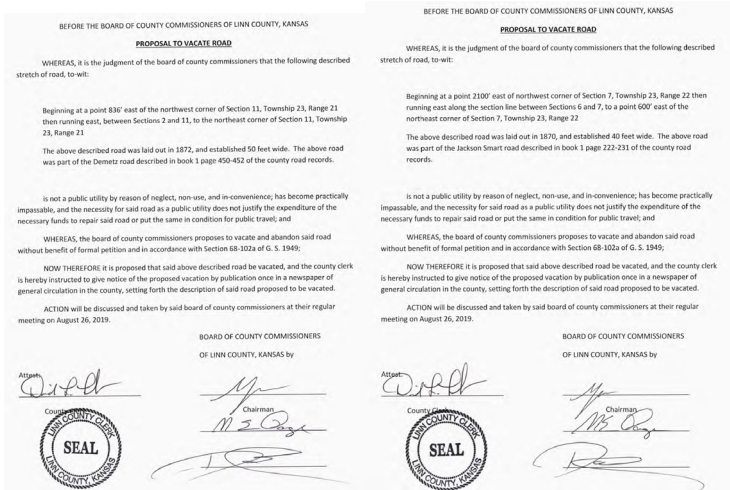 BEFORE THE BOARD OF COUNTY COMMISSIONERS OF LINN COUNTY, KANSAS
PROPOSAL TO VACATE ROAD
WHEREAS, it is the judgment of the board of county commissioners that the following described
stretch of road, to-wit:
Beginning at a point 836' east of the northwest corner of Section 11, Township 23, Range 21
then running east, between Sections 2 and 11, to the northeast corner of Section 11, Township
23, Range 21
The above described road was laid out in 1872, and established 50 feet wide. The above road
was part of the Demetz road described in book 1 page 450-452 of the county road records.
is not a public utility by reason of neglect, non-use, and in-convenience; has become practically
impassable, and the necessity for said road as a public utility does not justify the expenditure of the
necessary funds to repair said road or put the same in condition for public travel; and
WHEREAS, the board of county commissioners proposes to vacate and abandon said road
without benefit of formal petition and in accordance with Section 68-102a of G. S. 1949;
NOW THEREFORE it is proposed that said above described road be vacated, and the county clerk
is hereby instructed to give notice of the proposed vacation by publication once in a newspaper of
general circulation in the county, setting forth the description of said road proposed to be vacated.
ACTION will be discussed and taken by said board of county commissioners at their regular
meeting on August 26, 2019.
BOARD OF COUNTY COMMISSIONERS
OF LINN COUNTY, KANSAS by
Attest:
Chairman
County
LINN COUNTY CLERK
SEAL
LINN COUNTY, KANSAS
BEFORE THE BOARD OF COUNTY COMMISSIONERS OF LINN COUNTY, KANSAS
PROPOSAL TO VACATE ROAD
WHEREAS, it is the judgment of the board of county commissioners that the following described
stretch of road, to-wit:
Beginning at a point 2100' east of northwest corner of Section 7, Township 23, Range 22 then
running east along the section line between Sections 6 and 7, to a point 600' east of the
northeast corner of Section 7, Township 23, Range 22
The above described road was laid out in 1870, and established 40 feet wide. The above road
was part of the Jackson Smart road described in book 1 page 222-231 of the county road
records.
is not a public utility by reason of neglect, non-use, and in-convenience; has become practically
impassable, and the necessity for said road as a public utility does not justify the expenditure of the
necessary funds to repair said road or put the same in condition for public travel; and
WHEREAS, the board of county commissioners proposes to vacate and abandon said road
without benefit of formal petition and in accordance with Section 68-102a of G. S. 1949;
NOW THEREFORE it is proposed that said above described road be vacated, and the county clerk
is hereby instructed to give notice of the proposed vacation by publication once in a newspaper of
general circulation in the county, setting forth the description of said road proposed to be vacated.
ACTION will be discussed and taken by said board of county commissioners at their regular
meeting on August 26, 2019.
BOARD OF COUNTY COMMISSIONERS
OF LINN COUNTY, KANSAS by
Attest:
Chairman
County
LINN COUNTY CLERK
SEAL
LINN COUNTY, KANSAS